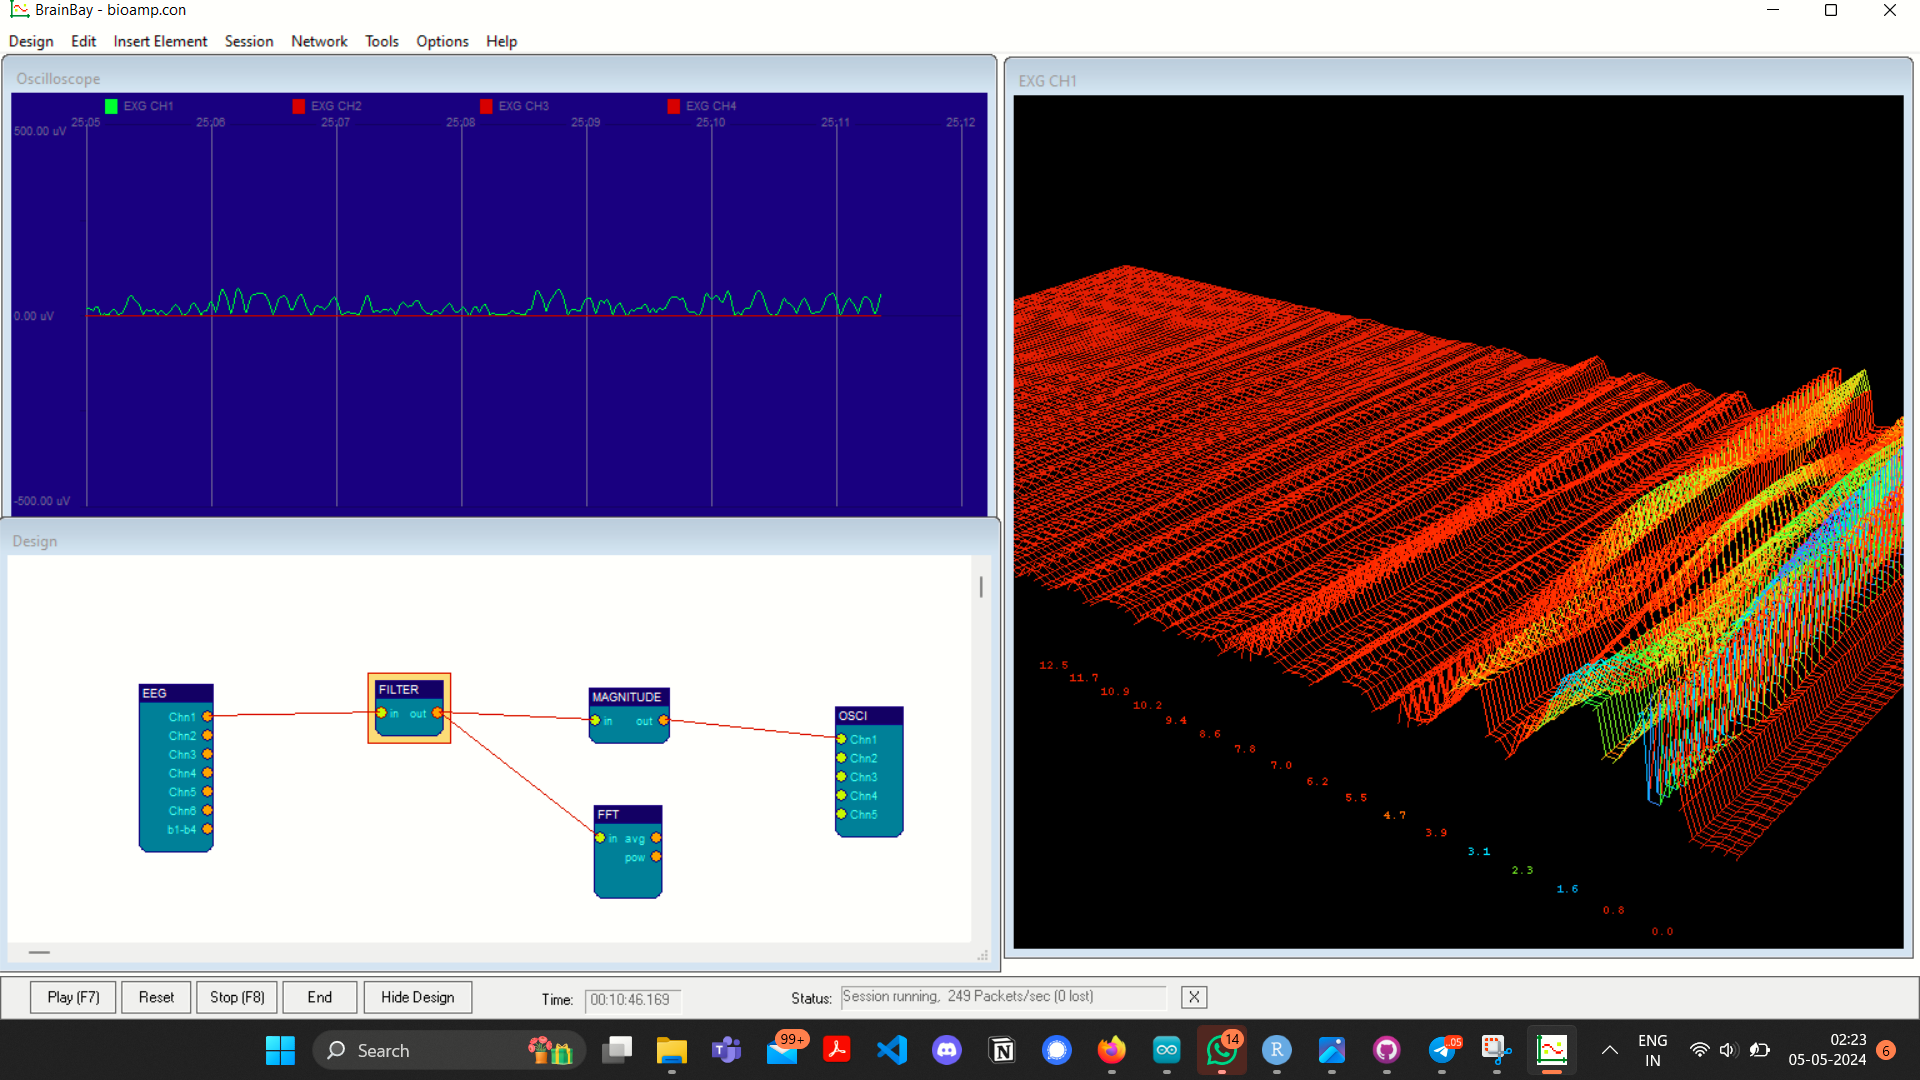 BrainBay - bioamp.con
Design Edit Insert Element Session Network Tools Options Help
Oscilloscope
EXG CH1 EXG CH2 EXG CH3 EXG CH4
25:05 25:06 25:07 25:08 25:09 25:10 25:11 25:12
500.00 uV
0.00 uV
-500.00 uV
EXG CH1
12.5
11.7
10.9
10.2
9.4
8.6
7.8
7.0
6.2
5.5
4.7
3.9
3.1
2.3
1.6
0.8
0.0
Design
EEG
Chn1
Chn2
Chn3
Chn4
Chn5
Chn6
b1-b4
FILTER
in out
MAGNITUDE
in out
FFT
in avg
pow
OSCI
Chn1
Chn2
Chn3
Chn4
Chn5
Play (F7) Reset Stop (F8) End Hide Design Time: 00:10:46.169 Status: Session running, 249 Packets/sec (0 lost) X
Search 99+ 14 .05 ENG IN 02:23 05-05-2024 6